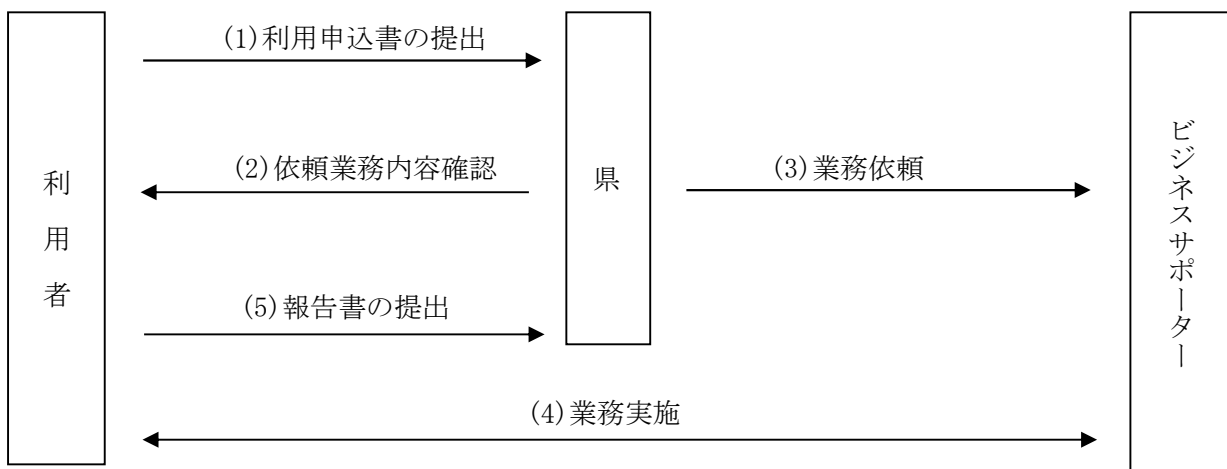 (1)利用申込書の提出
(2)依頼業務内容確認
(3)業務依頼
利用者
県
ビジネスサポーター
(5)報告書の提出
(4)業務実施